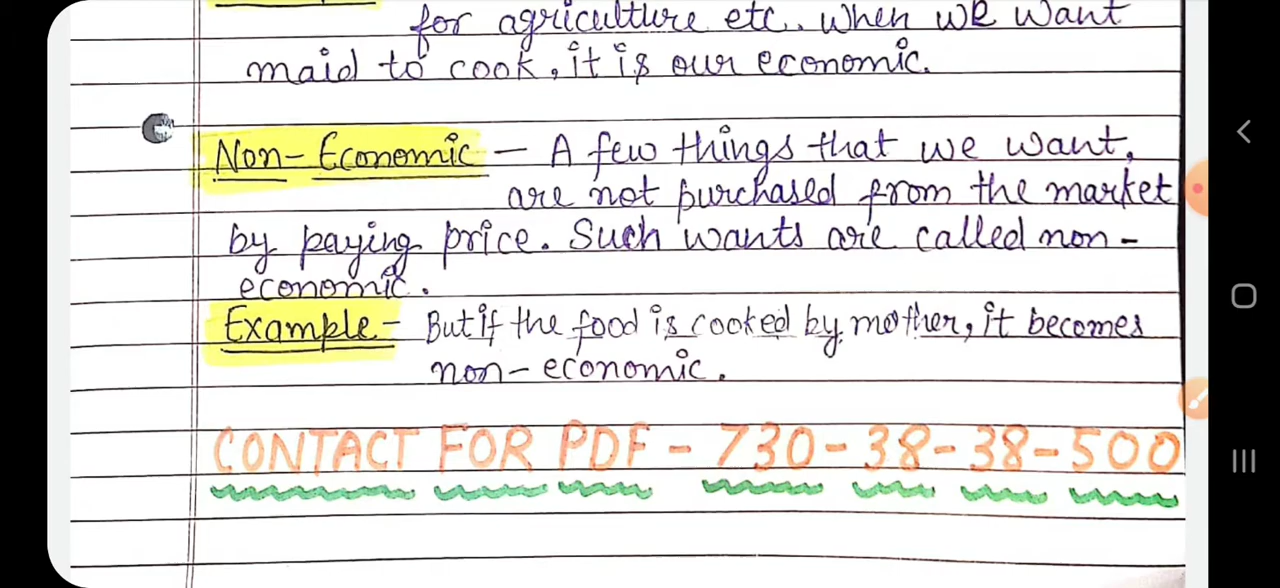 for agriculture etc. When we want
maid to cook, it is our economic.
Non-Economic - A few things that we want,
are not purchased from the market
by paying price. Such wants are called non-
economic.
Example- But if the food is cooked by mother, it becomes
non-economic.
CONTACT FOR PDF - 730-38-38-500